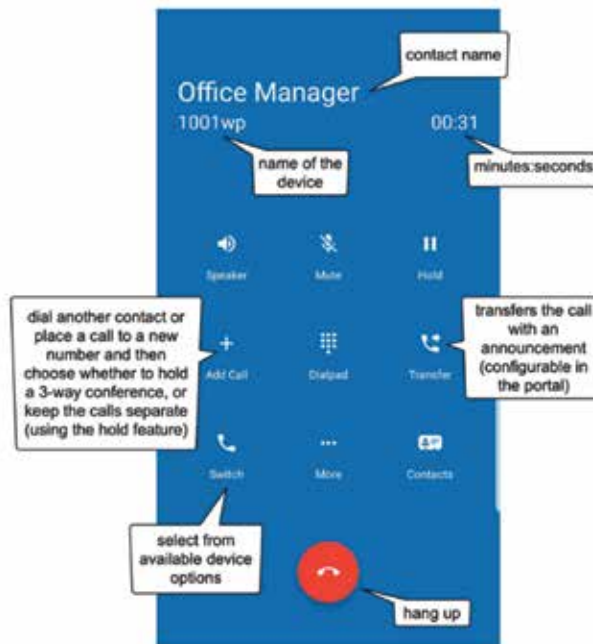 contact name
Office Manager
1001wp
00:31
name of the
device
minutes:seconds
Speaker
Mute
Hold
dial another contact or
place a call to a new
number and then
choose whether to hold
a 3-way conference, or
keep the calls separate
(using the hold feature)
transfers the call
with an
announcement
(configurable in
the portal)
Add Call
Dialpad
Transfer
Switch
More
Contacts
select from
available device
options
hang up